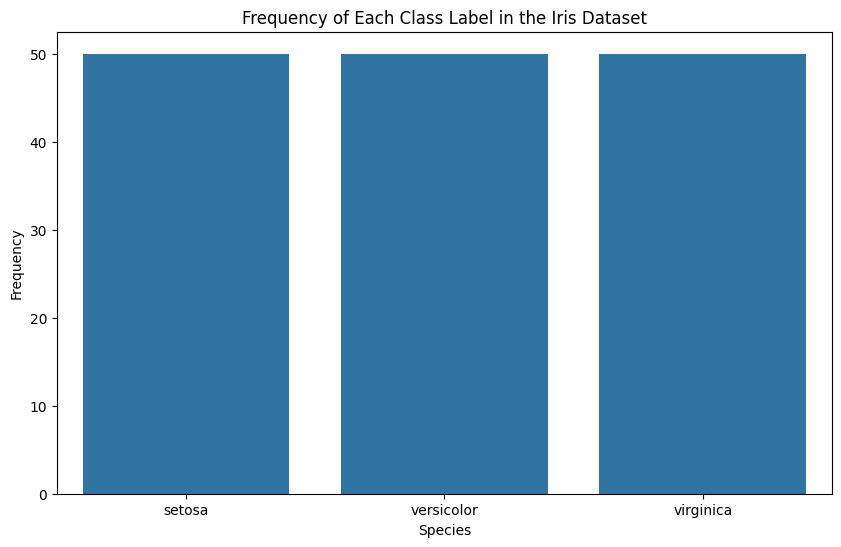 Frequency of Each Class Label in the Iris Dataset
50
40
30
20
10
0
Frequency
setosa
versicolor
virginica
Species